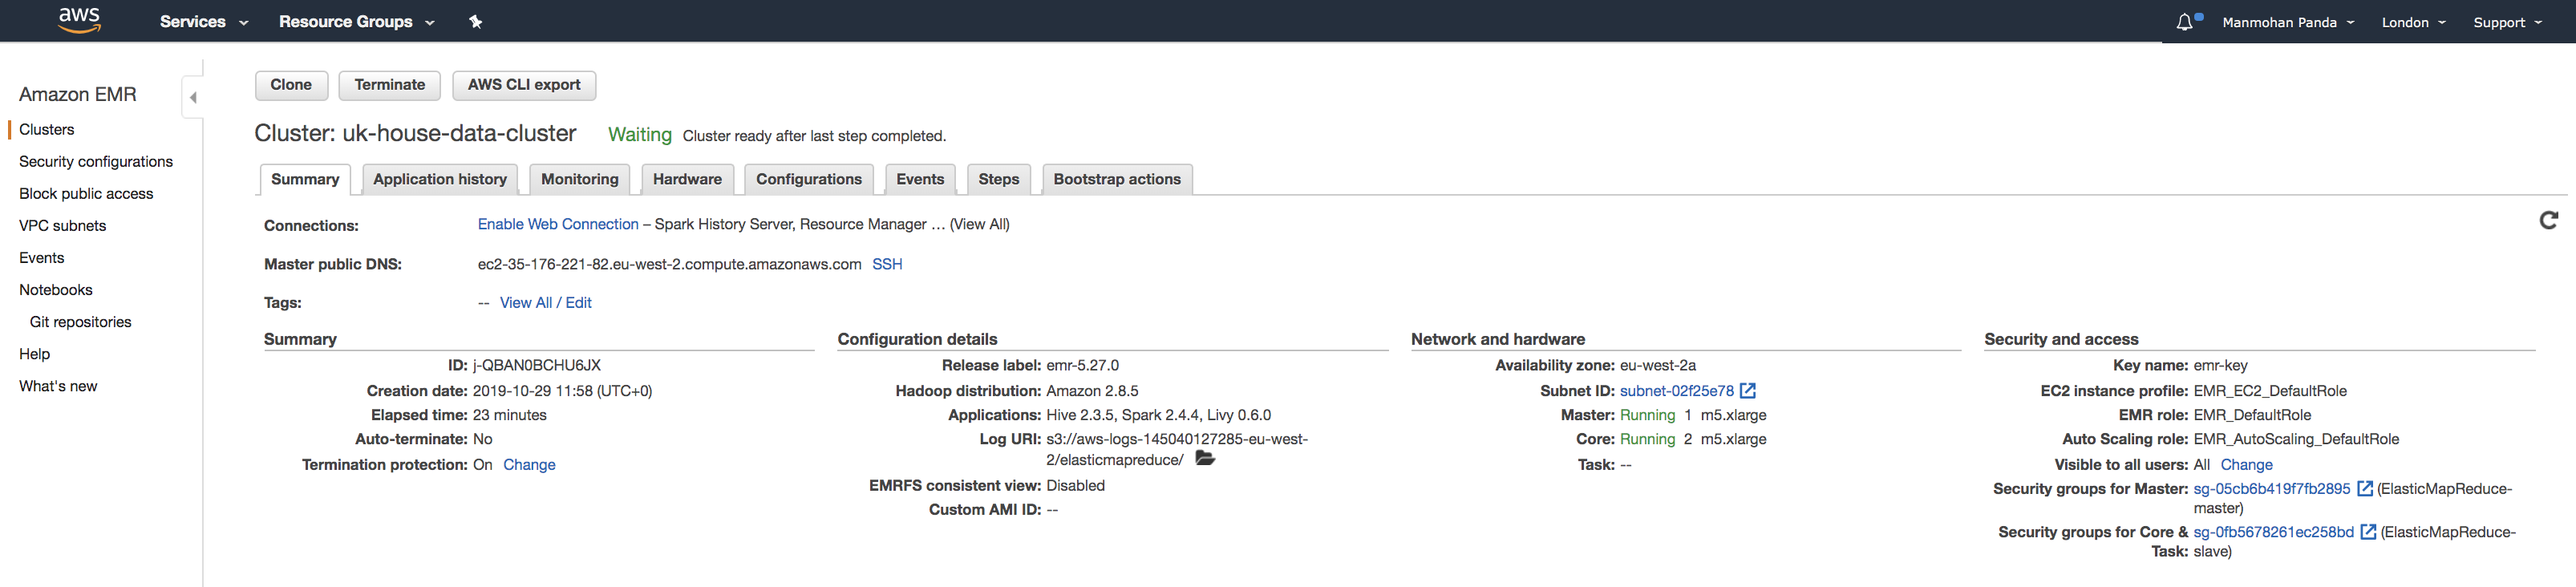 aws Services Resource Groups Manmohan Panda London Support
Amazon EMR
Clusters
Security configurations
Block public access
VPC subnets
Events
Notebooks
Git repositories
Help
What's new
Clone Terminate AWS CLI export
Cluster: uk-house-data-cluster Waiting Cluster ready after last step completed.
Summary Application history Monitoring Hardware Configurations Events Steps Bootstrap actions
Connections: Enable Web Connection – Spark History Server, Resource Manager … (View All)
Master public DNS: ec2-35-176-221-82.eu-west-2.compute.amazonaws.com SSH
Tags: -- View All / Edit
Summary
ID: j-QBAN0BCHU6JX
Creation date: 2019-10-29 11:58 (UTC+0)
Elapsed time: 23 minutes
Auto-terminate: No
Termination protection: On Change
Configuration details
Release label: emr-5.27.0
Hadoop distribution: Amazon 2.8.5
Applications: Hive 2.3.5, Spark 2.4.4, Livy 0.6.0
Log URI: s3://aws-logs-145040127285-eu-west-
2/elasticmapreduce/
EMRFS consistent view: Disabled
Custom AMI ID: --
Network and hardware
Availability zone: eu-west-2a
Subnet ID: subnet-02f25e78
Master: Running 1 m5.xlarge
Core: Running 2 m5.xlarge
Task: --
Security and access
Key name: emr-key
EC2 instance profile: EMR_EC2_DefaultRole
EMR role: EMR_DefaultRole
Auto Scaling role: EMR_AutoScaling_DefaultRole
Visible to all users: All Change
Security groups for Master: sg-05cb6b419f7fb2895 (ElasticMapReduce-
master)
Security groups for Core & sg-0fb5678261ec258bd (ElasticMapReduce-
Task: slave)